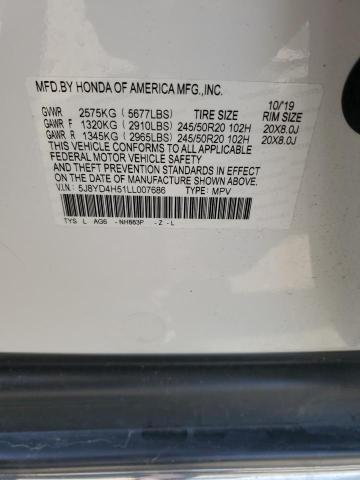 MFD.BY HONDA OF AMERICA MFG.,INC.
10/'19
GVWR 2575KG ( 5677LBS) TIRE SIZE RIM SIZE
GAWR F 1320KG ( 2910LBS) 245/50R20 102H 20X8.0J
GAWR R 1345KG ( 2965LBS) 245/50R20 102H 20X8.0J
THIS VEHICLE CONFORMS TO ALL APPLICABLE
FEDERAL MOTOR VEHICLE SAFETY
AND THEFT PREVENTION STANDARDS IN EFFECT
ON THE DATE OF MANUFACTURE SHOWN ABOVE.
V.I.N: 5J8YD4H51LL007686 TYPE: MPV
TYS L AG6 -NH883P - Z - L